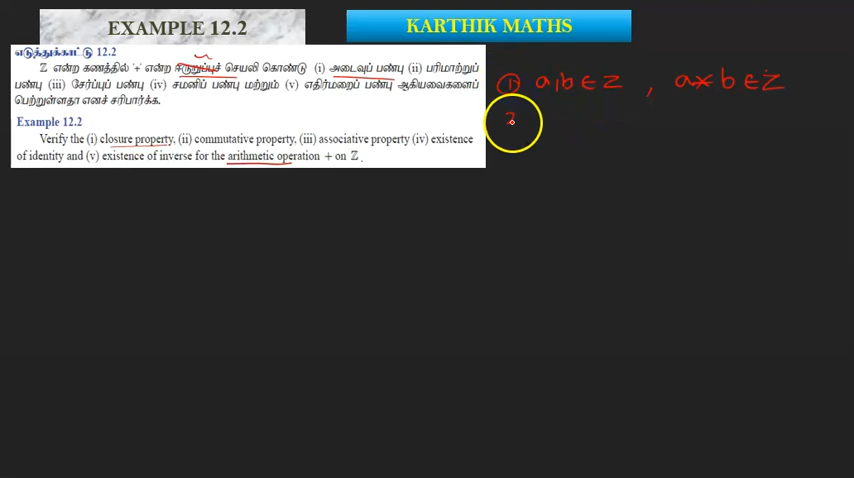 EXAMPLE 12.2
KARTHIK MATHS
எடுத்துக்காட்டு 12.2
Z என்ற கணத்தில் '+' என்ற ஈருறுப்புச் செயலி கொண்டு (i) அடைவுப் பண்பு (ii) பரிமாற்றுப்
பண்பு (iii) சேர்ப்புப் பண்பு (iv) சமனிப் பண்பு மற்றும் (v) எதிர்மறைப் பண்பு ஆகியவைகளைப்
பெற்றுள்ளதா எனச் சரிபார்க்க.
Example 12.2
Verify the (i) closure property, (ii) commutative property, (iii) associative property (iv) existence
of identity and (v) existence of inverse for the arithmetic operation + on ℤ.
① a,b ∈ Z , a * b ∈ Z
2